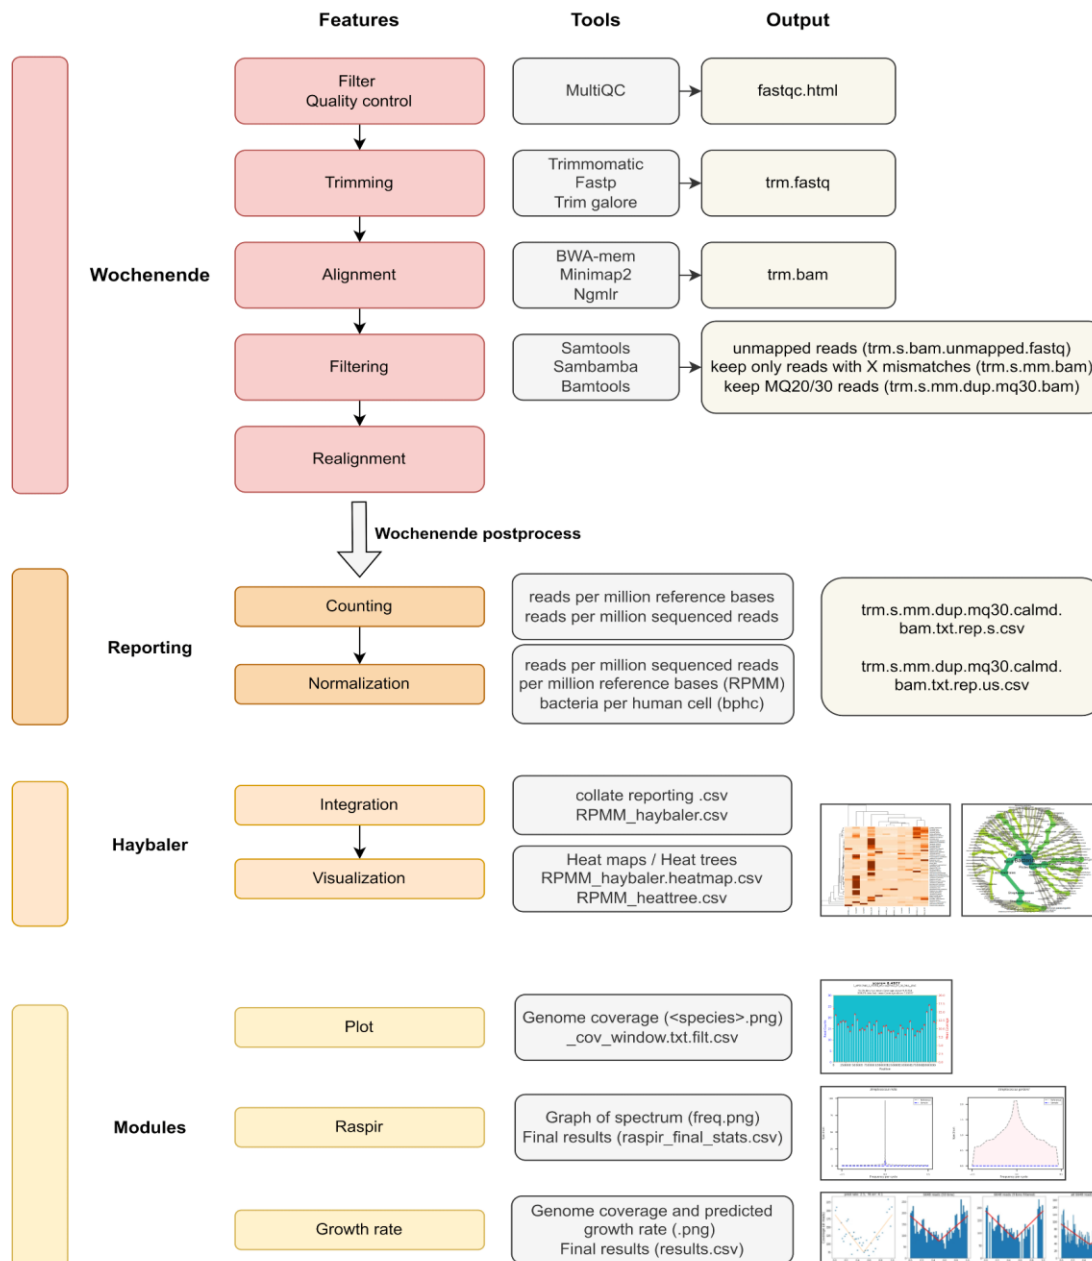 Features
Tools
Output
Wochenende
Filter
Quality control
MultiQC
fastqc.html
Trimming
Trimmomatic
Fastp
Trim galore
trm.fastq
Alignment
BWA-mem
Minimap2
Ngmlr
trm.bam
Filtering
Samtools
Sambamba
Bamtools
unmapped reads (trm.s.bam.unmapped.fastq)
keep only reads with X mismatches (trm.s.mm.bam)
keep MQ20/30 reads (trm.s.mm.dup.mq30.bam)
Realignment
Wochenende postprocess
Reporting
Counting
reads per million reference bases
reads per million sequenced reads
Normalization
reads per million sequenced reads
per million reference bases (RPMM)
bacteria per human cell (bphc)
trm.s.mm.dup.mq30.calmd.
bam.txt.rep.s.csv
trm.s.mm.dup.mq30.calmd.
bam.txt.rep.us.csv
Haybaler
Integration
collate reporting .csv
RPMM_haybaler.csv
Visualization
Heat maps / Heat trees
RPMM_haybaler.heatmap.csv
RPMM_heattree.csv
Modules
Plot
Genome coverage (<species>.png)
_cov_window.txt.filt.csv
Raspir
Graph of spectrum (freq.png)
Final results (raspir_final_stats.csv)
Growth rate
Genome coverage and predicted
growth rate (.png)
Final results (results.csv)